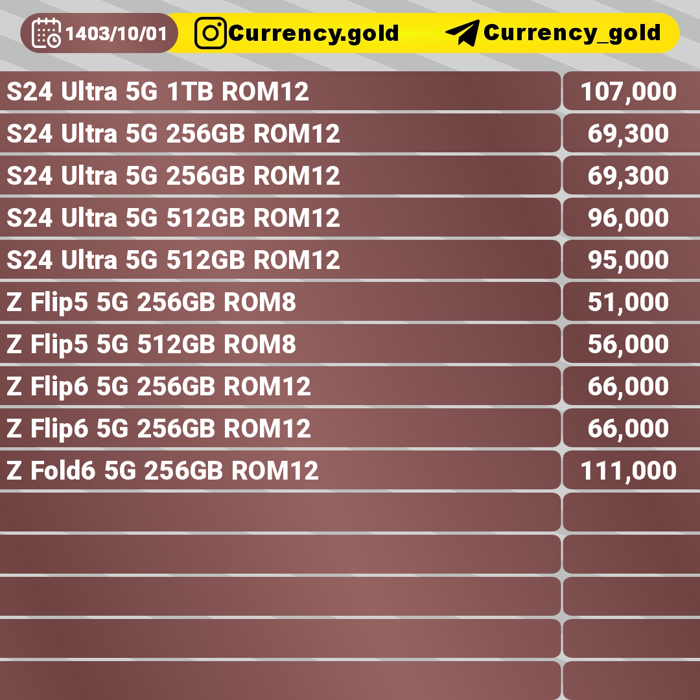 1403/10/01 Currency.gold Currency_gold
S24 Ultra 5G 1TB ROM12 107,000
S24 Ultra 5G 256GB ROM12 69,300
S24 Ultra 5G 256GB ROM12 69,300
S24 Ultra 5G 512GB ROM12 96,000
S24 Ultra 5G 512GB ROM12 95,000
Z Flip5 5G 256GB ROM8 51,000
Z Flip5 5G 512GB ROM8 56,000
Z Flip6 5G 256GB ROM12 66,000
Z Flip6 5G 256GB ROM12 66,000
Z Fold6 5G 256GB ROM12 111,000